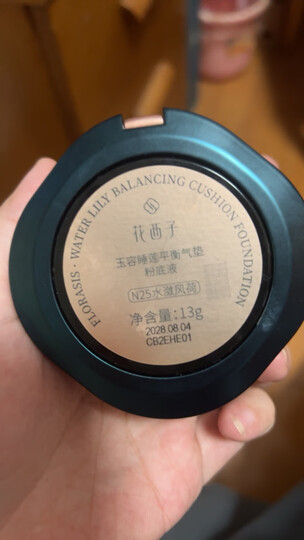 FLORASIS · WATER LILY BALANCING CUSHION FOUNDATION
花西子
玉容睡莲平衡气垫
粉底液
N25水漾风荷
净含量:13g
2028.08.04
CB2EHE01